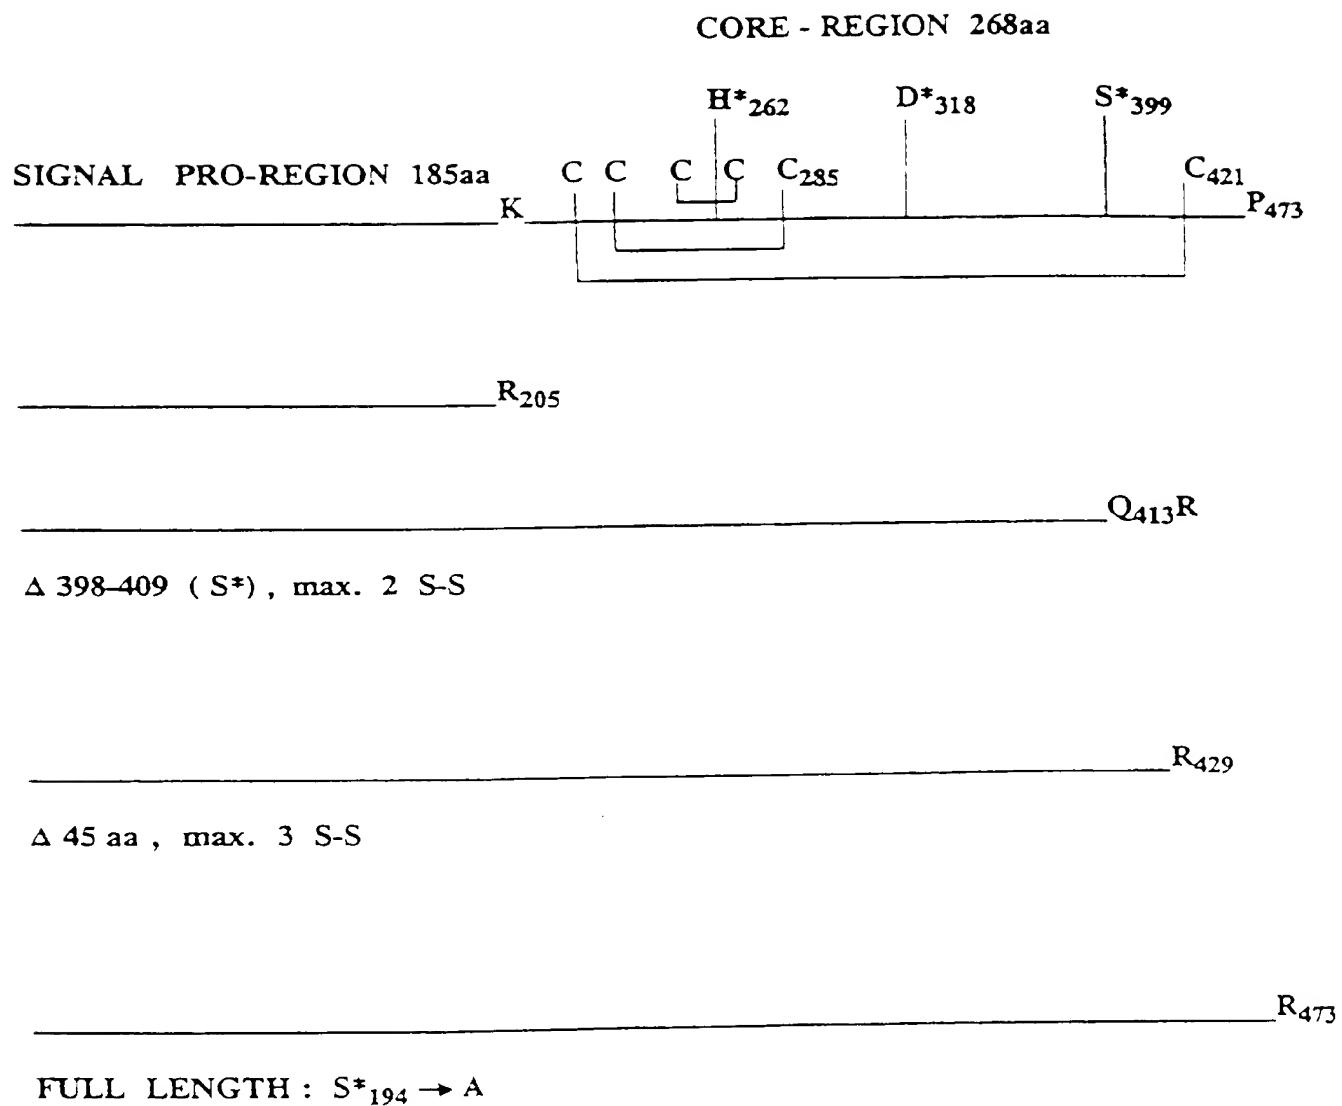 CORE - REGION 268aa
H*262 D*318 S*399
SIGNAL PRO-REGION 185aa C C C C C285 C421
K P473
R205
Q413R
Δ 398-409 ( S*) , max. 2 S-S
R429
Δ 45 aa , max. 3 S-S
R473
FULL LENGTH : S*194 → A